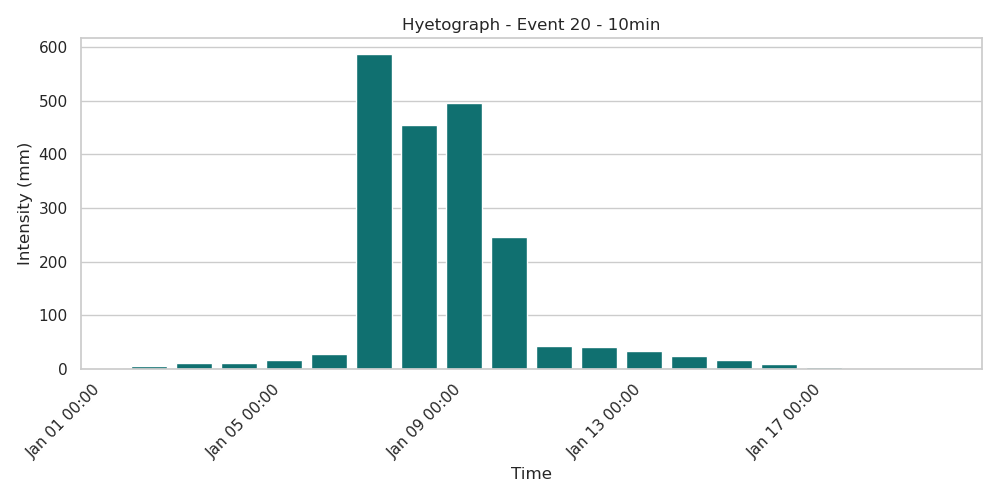 Hyetograph - Event 20 - 10min
Intensity (mm)
600
500
400
300
200
100
0
Jan 01 00:00
Jan 05 00:00
Jan 09 00:00
Jan 13 00:00
Jan 17 00:00
Time